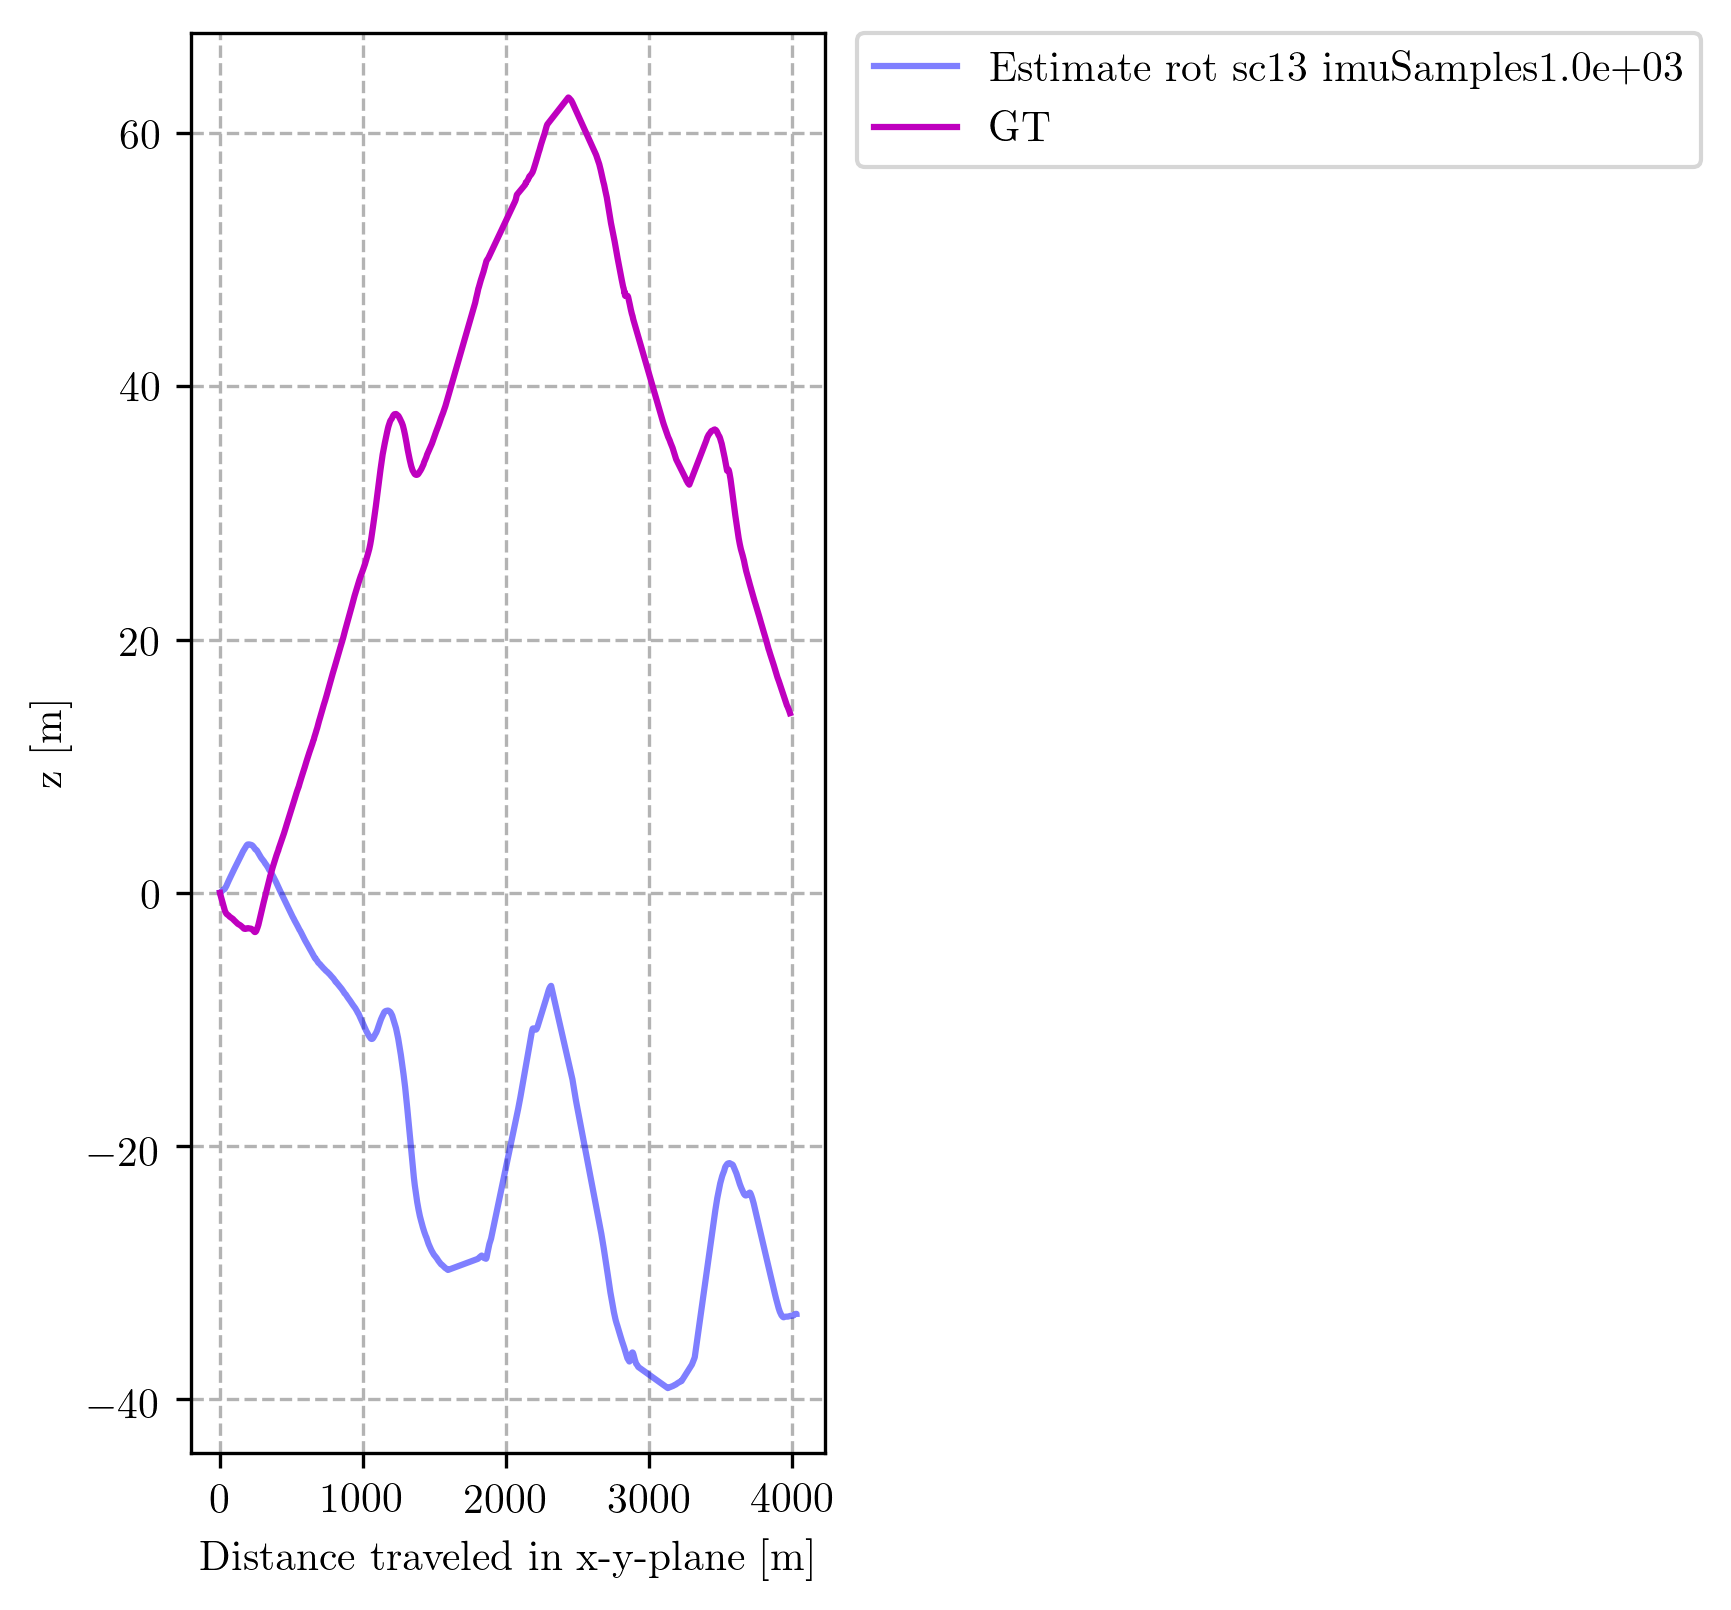 Estimate rot sc13 imuSamples1.0e+03
GT
60
40
20
0
−20
−40
z [m]
0 1000 2000 3000 4000
Distance traveled in x-y-plane [m]